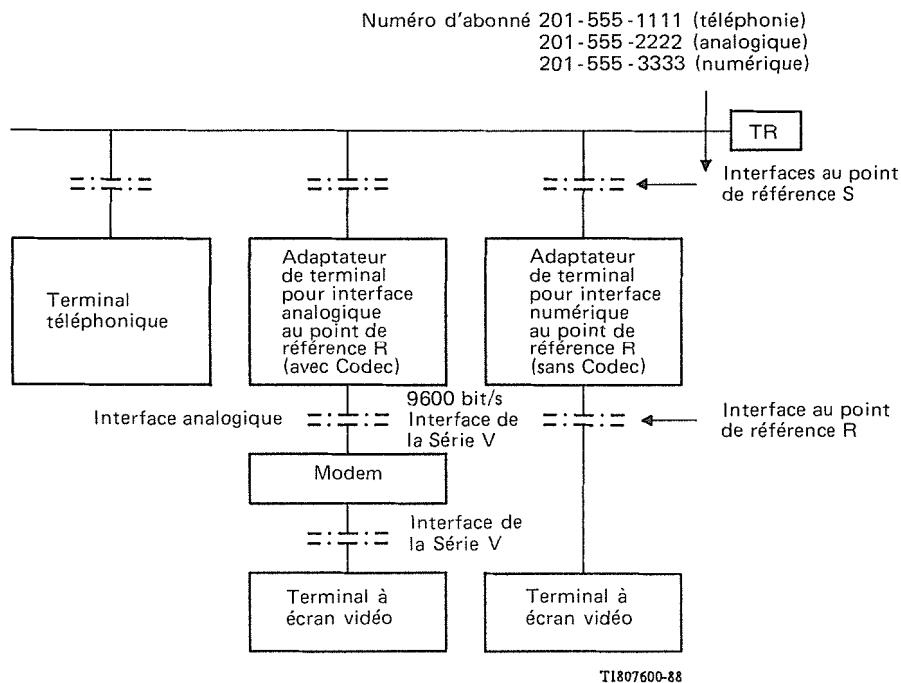 Numéro d'abonné 201-555-1111 (téléphonie)
201-555-2222 (analogique)
201-555-3333 (numérique)
TR
Interfaces au point
de référence S
Terminal
téléphonique
Adaptateur
de terminal
pour interface
analogique
au point de
référence R
(avec Codec)
Adaptateur
de terminal
pour interface
numérique
au point de
référence R
(sans Codec)
Interface analogique
9600 bit/s
Interface de
la Série V
Interface au point
de référence R
Modem
Interface de
la Série V
Terminal à
écran vidéo
Terminal à
écran vidéo
T1807600-88